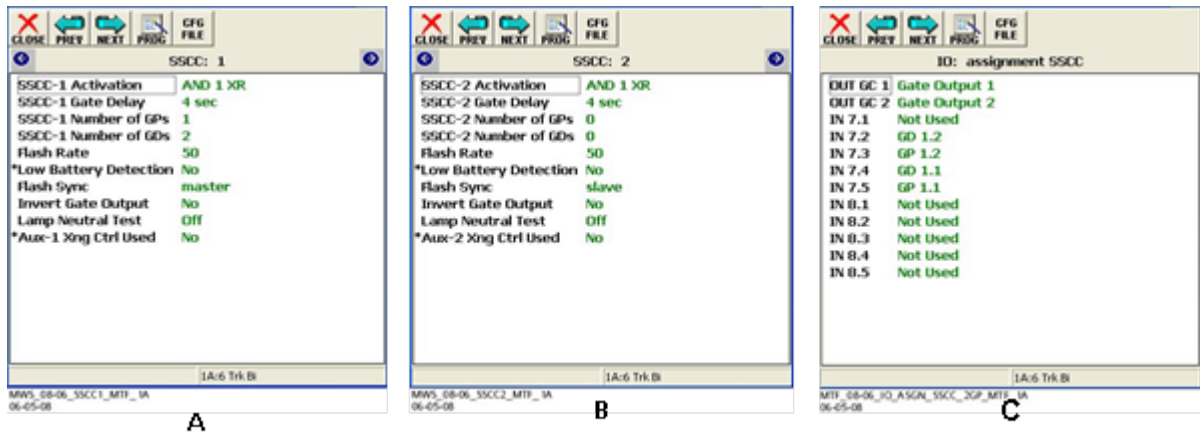 CLOSE PREV NEXT PROG CFG FILE
SSCC: 1
SSCC-1 Activation AND 1 XR
SSCC-1 Gate Delay 4 sec
SSCC-1 Number of GPs 1
SSCC-1 Number of GDs 2
Flash Rate 50
*Low Battery Detection No
Flash Sync master
Invert Gate Output No
Lamp Neutral Test Off
*Aux-1 Xng Ctrl Used No
1A:6 Trk Bi
MWS_08-06_SSCC1_MTF_ 1A
06-05-08
A
CLOSE PREV NEXT PROG CFG FILE
SSCC: 2
SSCC-2 Activation AND 1 XR
SSCC-2 Gate Delay 4 sec
SSCC-2 Number of GPs 0
SSCC-2 Number of GDs 0
Flash Rate 50
*Low Battery Detection No
Flash Sync slave
Invert Gate Output No
Lamp Neutral Test Off
*Aux-2 Xng Ctrl Used No
1A:6 Trk Bi
MWS_08-06_SSCC2_MTF_ 1A
06-05-08
B
CLOSE PREV NEXT PROG CFG FILE
IO: assignment SSCC
OUT GC 1 Gate Output 1
OUT GC 2 Gate Output 2
IN 7.1 Not Used
IN 7.2 GD 1.2
IN 7.3 GP 1.2
IN 7.4 GD 1.1
IN 7.5 GP 1.1
IN 8.1 Not Used
IN 8.2 Not Used
IN 8.3 Not Used
IN 8.4 Not Used
IN 8.5 Not Used
1A:6 Trk Bi
MTF_08-06_IO_ASGN_SSCC_2GP_MTF_1A
06-05-08
C